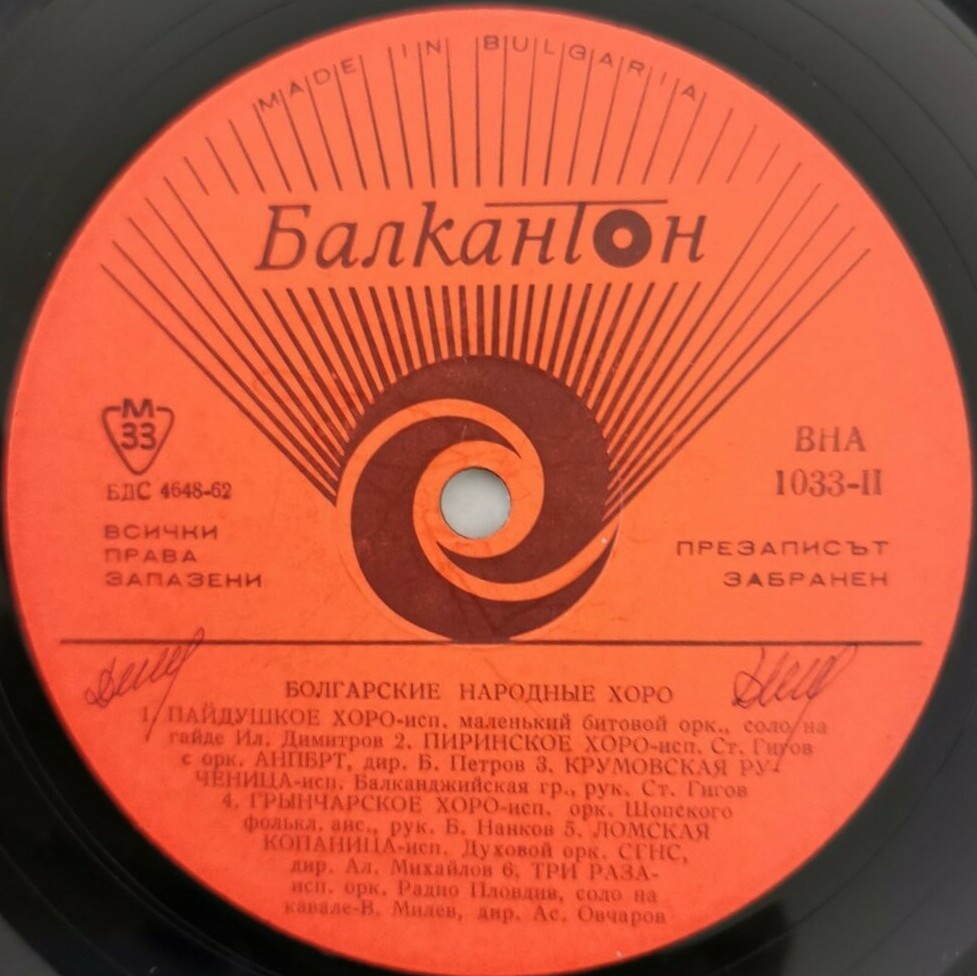 MADE IN BULGARIA
Балкантон
М
33
БДС 4648-62
ВНА
1033-II
ВСИЧКИ
ПРАВА
ЗАПАЗЕНИ
ПРЕЗАПИСЪТ
ЗАБРАНЕН
БОЛГАРСКИЕ НАРОДНЫЕ ХОРО
1. ПАЙДУШКОЕ ХОРО-исп. маленький битовой орк., соло на
гайде Ил. Димитров 2. ПИРИНСКОЕ ХОРО-исп. Ст. Гигов
с орк. АНПБРТ, дир. Б. Петров 3. КРУМОВСКАЯ РУ-
ЧЕНИЦА-исп. Балканджийская гр., рук. Ст. Гигов
4. ГРЫНЧАРСКОЕ ХОРО-исп. орк. Шопского
фолькл. анс., рук. Б. Нанков 5. ЛОМСКАЯ
КОПАНИЦА-исп. Духовой орк. СГНС,
дир. Ал. Михайлов 6. ТРИ РАЗА-
исп. орк. Радио Пловдив, соло на
кавале-В. Милев, дир. Ас. Овчаров